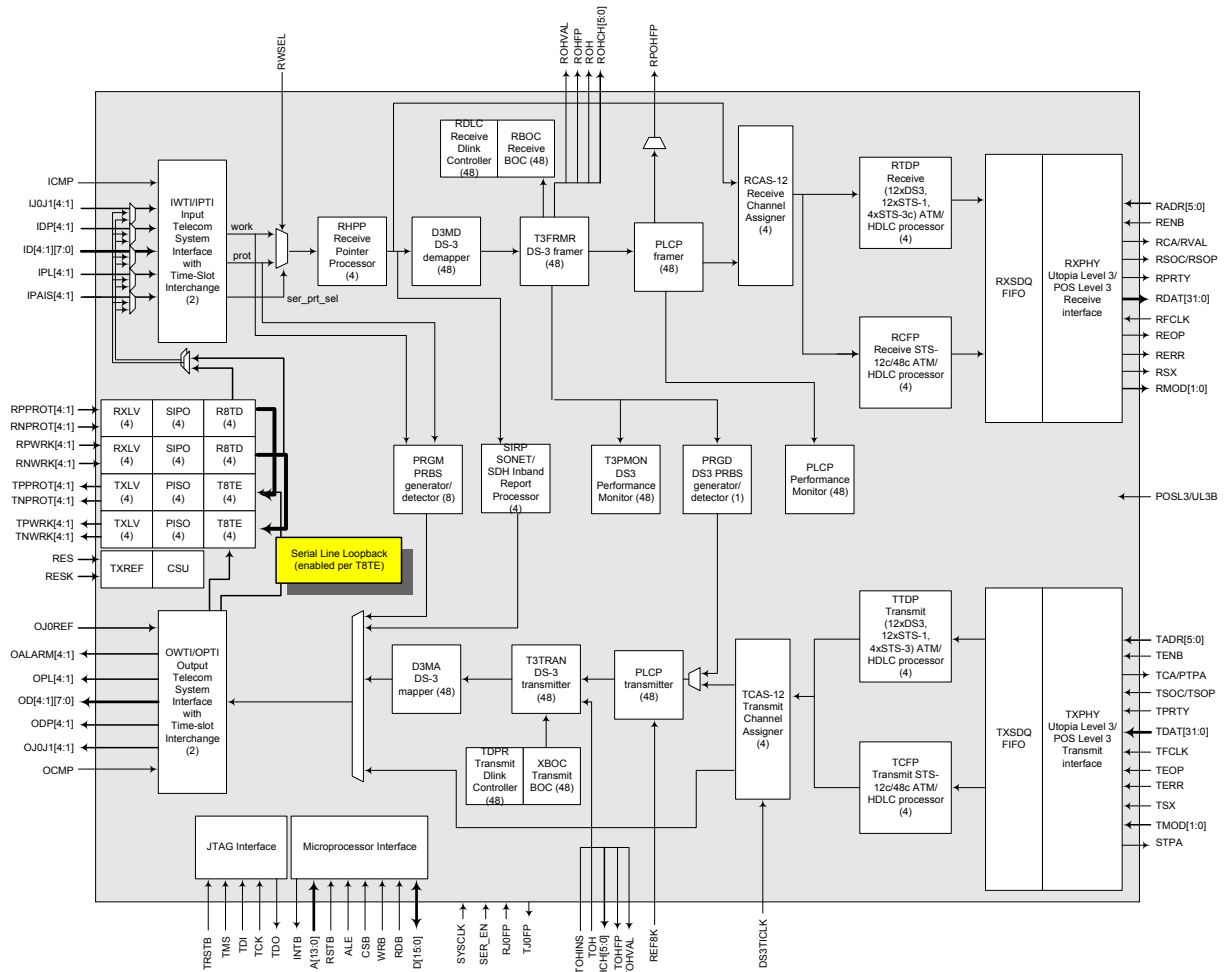 RWSEL
ROHVAL
ROHFP
ROH
ROHCH[5:0]
RPOHFP
ICMP
IJ0J1[4:1]
IDP[4:1]
ID[4:1][7:0]
IPL[4:1]
IPAIS[4:1]
IWTI/IPTI
Input
Telecom
System
Interface
with
Time-Slot
Interchange
(2)
work
prot
ser_prt_sel
RHPP
Receive
Pointer
Processor
(4)
D3MD
DS-3
demapper
(48)
RDLC
Receive
Dlink
Controller
(48)
RBOC
Receive
BOC (48)
T3FRMR
DS-3 framer
(48)
PLCP
framer (48)
RCAS-12
Receive
Channel
Assigner
(4)
RTDP
Receive
(12xDS3,
12xSTS-1,
4xSTS-3c) ATM/
HDLC processor
(4)
RCFP
Receive STS-
12c/48c ATM/
HDLC processor
(4)
RXSDQ
FIFO
RXPHY
Utopia Level 3/
POS Level 3
Receive
interface
RADR[5:0]
RENB
RCA/RVAL
RSOC/RSOP
RPRTY
RDAT[31:0]
RFCLK
REOP
RERR
RSX
RMOD[1:0]
RPPROT[4:1]
RNPROT[4:1]
RPWRK[4:1]
RNWRK[4:1]
TPPROT[4:1]
TNPROT[4:1]
TPWRK[4:1]
TNWRK[4:1]
RES
RESK
RXLV
(4)
SIPO
(4)
R8TD
(4)
RXLV
(4)
SIPO
(4)
R8TD
(4)
TXLV
(4)
PISO
(4)
T8TE
(4)
TXLV
(4)
PISO
(4)
T8TE
(4)
TXREF
CSU
Serial Line Loopback
(enabled per T8TE)
PRGM
PRBS
generator/
detector (8)
SIRP
SONET/
SDH Inband
Report
Processor
(4)
T3PMON
DS3
Performance
Monitor (48)
PRGD
DS3 PRBS
generator/
detector (1)
PLCP
Performance
Monitor (48)
POSL3/UL3B
OJ0REF
OALARM[4:1]
OPL[4:1]
OD[4:1][7:0]
ODP[4:1]
OJ0J1[4:1]
OCMP
OWTI/OPTI
Output
Telecom
System
Interface
with
Time-slot
Interchange
(2)
D3MA
DS-3
mapper (48)
T3TRAN
DS-3
transmitter
(48)
PLCP
transmitter
(48)
TDPR
Transmit
Dlink
Controller
(48)
XBOC
Transmit
BOC (48)
TCAS-12
Transmit
Channel
Assigner
(4)
TTDP
Transmit
(12xDS3,
12xSTS-1,
4xSTS-3) ATM/
HDLC processor
(4)
TCFP
Transmit STS-
12c/48c ATM/
HDLC processor
(4)
TXSDQ
FIFO
TXPHY
Utopia Level 3/
POS Level 3
Transmit
interface
TADR[5:0]
TENB
TCA/PTPA
TSOC/TSOP
TPRTY
TDAT[31:0]
TFCLK
TEOP
TERR
TSX
TMOD[1:0]
STPA
JTAG Interface
Microprocessor Interface
TRSTB
TMS
TDI
TCK
TDO
INTB
A[13:0]
RSTB
ALE
CSB
WRB
RDB
D[15:0]
SYSCLK
SER_EN
RJ0FP
TJ0FP
TOHINS
TOH
HCH[5:0]
TOHFP
OHVAL
REF8K
DS3TICLK